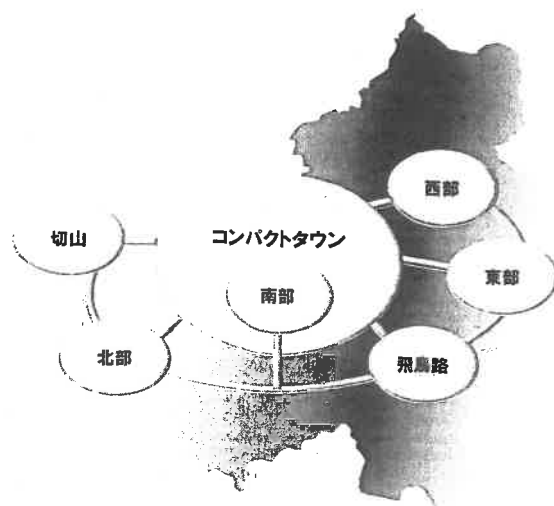 西部
切山
コンパクトタウン
東部
南部
北部
飛鳥路